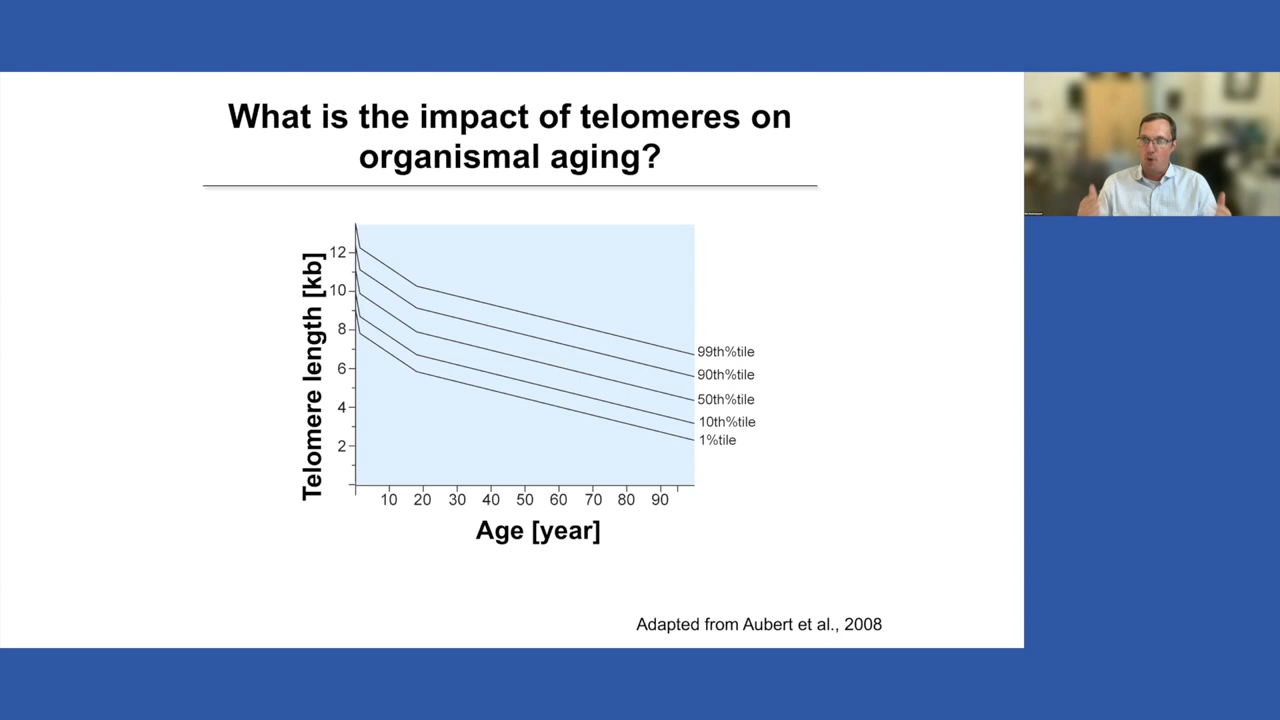 What is the impact of telomeres on
organismal aging?
Telomere length [kb]
12
10
8
6
4
2
99th%tile
90th%tile
50th%tile
10th%tile
1%tile
10 20 30 40 50 60 70 80 90
Age [year]
Adapted from Aubert et al., 2008